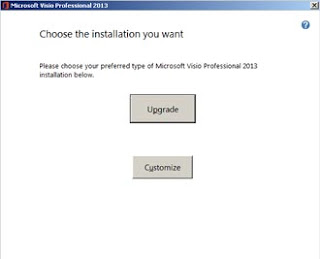 Microsoft Visio Professional 2013
Choose the installation you want
Please choose your preferred type of Microsoft Visio Professional 2013
installation below.
Upgrade
Customize